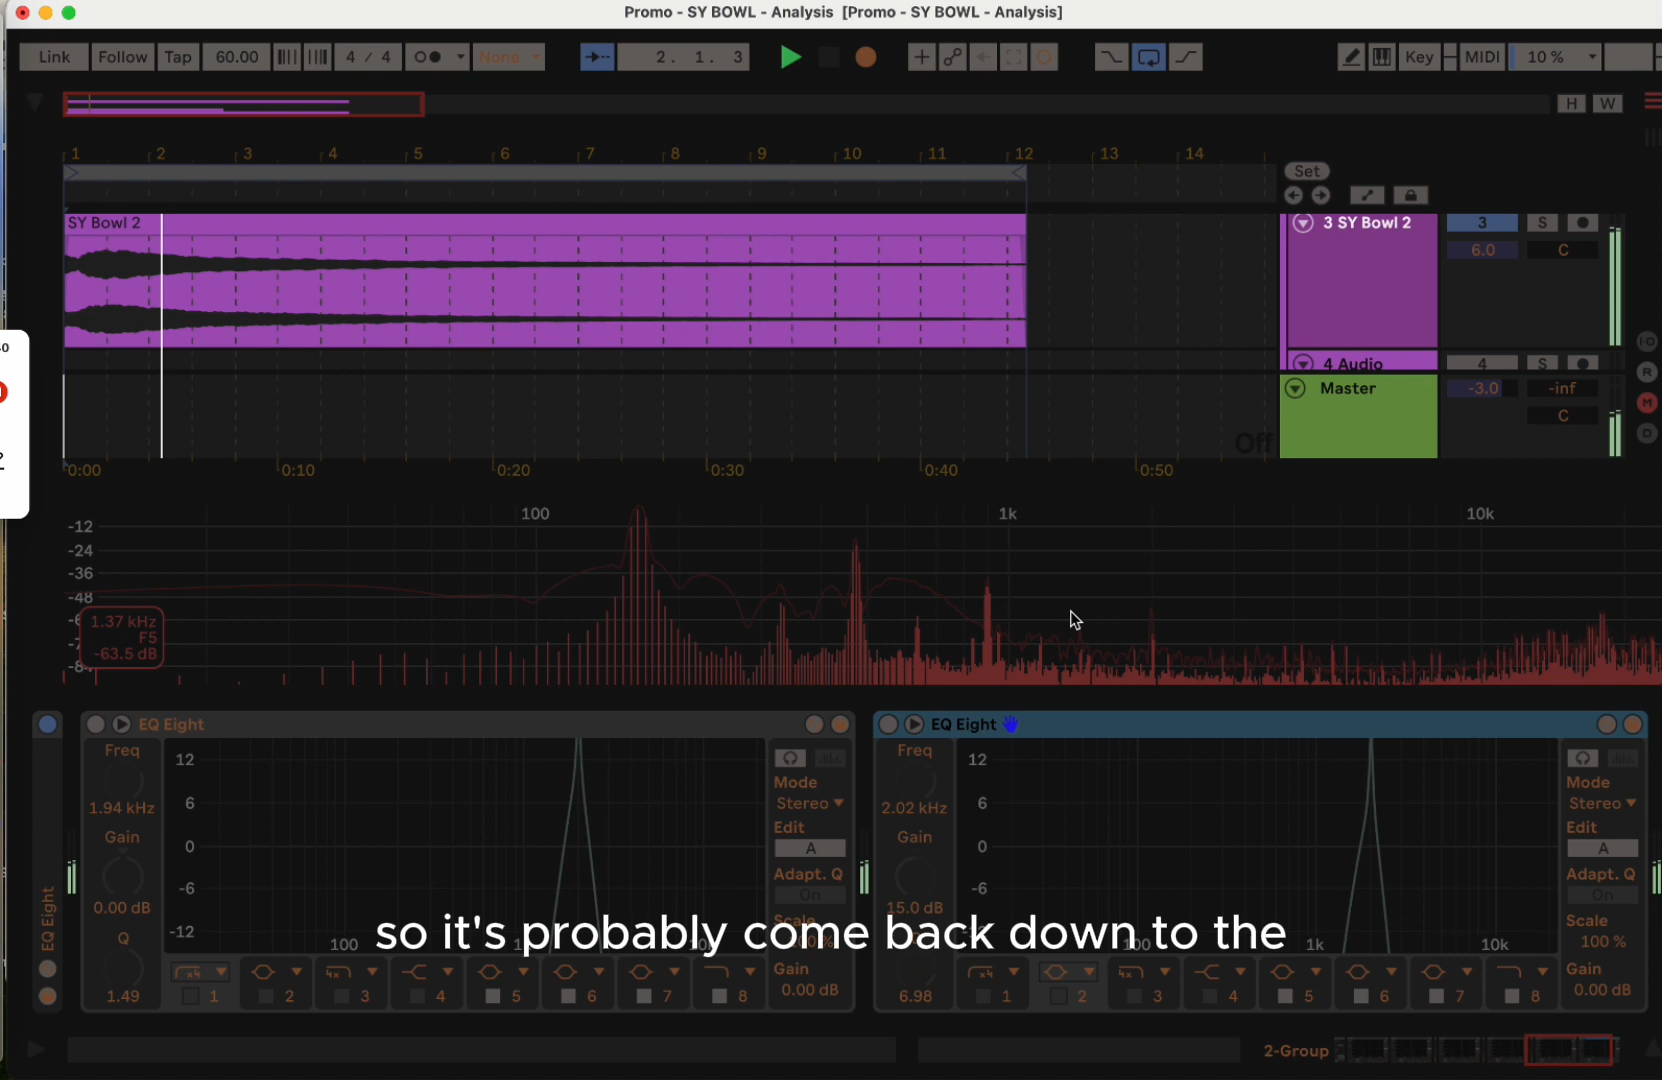 Promo - SY BOWL - Analysis [Promo - SY BOWL - Analysis]
Link Follow Tap 60.00 4 / 4 None 2. 1. 3 Key MIDI 10 %
H W
1 2 3 4 5 6 7 8 9 10 11 12 13 14
Set
SY Bowl 2 3 SY Bowl 2 3 S
6.0 C
4 Audio 4 S
Master -3.0 -inf
C
Off
0:00 0:10 0:20 0:30 0:40 0:50
I-O
R
M
D
100 1k 10k
-12
-24
-36
-48
1.37 kHz
F5
-63.5 dB
EQ Eight EQ Eight
Freq 12 Mode Freq 12 Mode
1.94 kHz 6 Stereo 2.02 kHz 6 Stereo
Gain Edit Gain Edit
0 A 0 A
Adapt. Q Adapt. Q
-6 On -6 On
0.00 dB Scale 15.0 dB Scale
-12 -12
so it's probably come back down to the
Q 100 100 1k 10k 100 %
Gain Gain
1.49 1 2 3 4 5 6 7 8 0.00 dB 6.98 1 2 3 4 5 6 7 8 0.00 dB
EQ Eight
2-Group